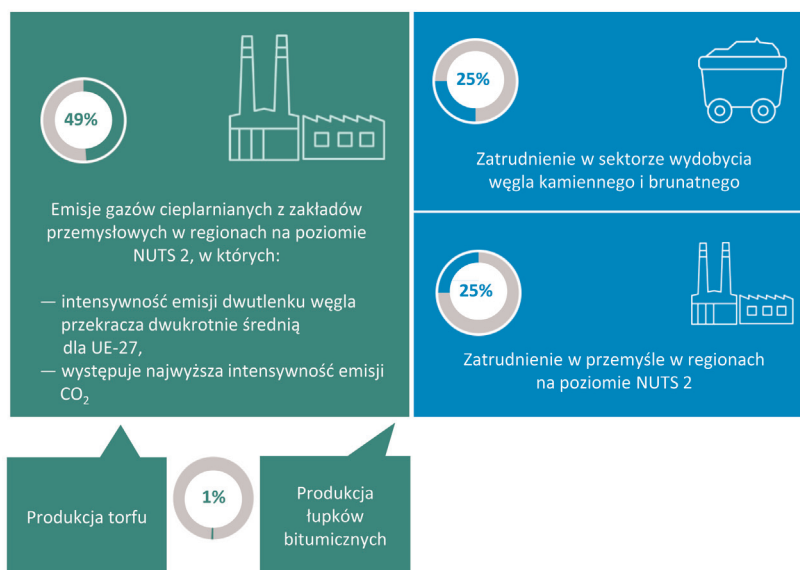 49%
Emisje gazów cieplarnianych z zakładów
przemysłowych w regionach na poziomie
NUTS 2, w których:
— intensywność emisji dwutlenku węgla
przekracza dwukrotnie średnią
dla UE-27,
— występuje najwyższa intensywność emisji
CO₂
25%
Zatrudnienie w sektorze wydobycia
węgla kamiennego i brunatnego
25%
Zatrudnienie w przemyśle w regionach
na poziomie NUTS 2
Produkcja torfu
1%
Produkcja
łupków
bitumicznych